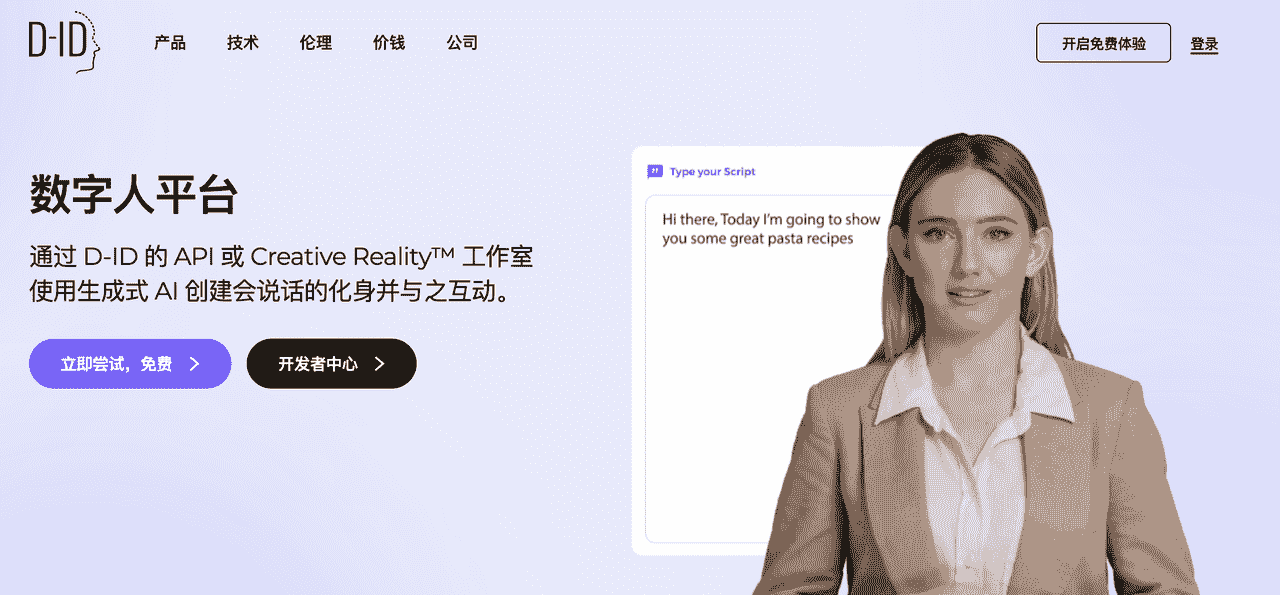 D-ID
产品
技术
伦理
价钱
公司
开启免费体验
登录
数字人平台
通过 D-ID 的 API 或 Creative Reality™ 工作室
使用生成式 AI 创建会说话的化身并与之互动。
立即尝试，免费
开发者中心
Type your Script
Hi there, Today I'm going to show
you some great pasta recipes